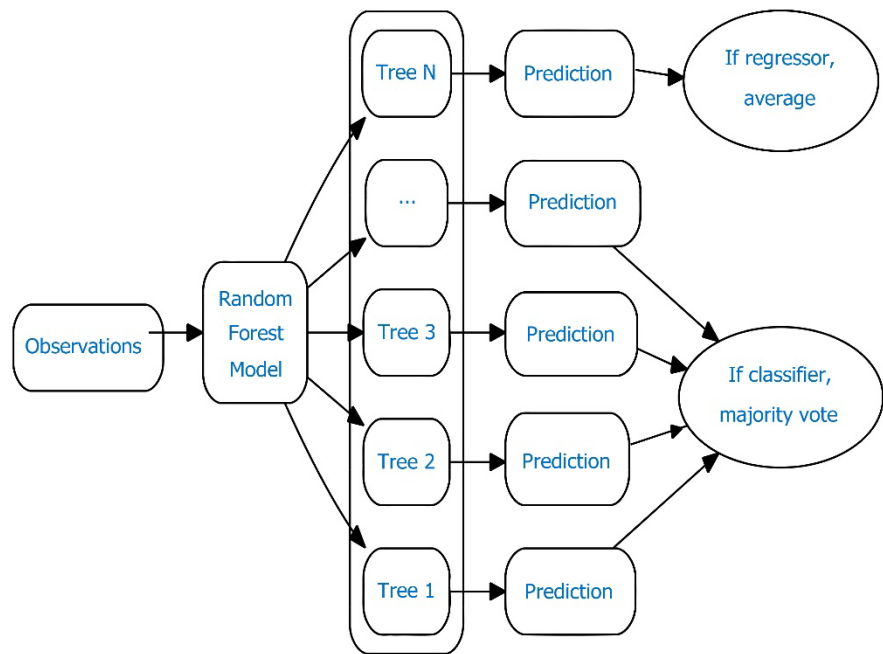 Observations
Random
Forest
Model
Tree N
Prediction
If regressor,
average
...
Prediction
Tree 3
Prediction
If classifier,
majority vote
Tree 2
Prediction
Tree 1
Prediction